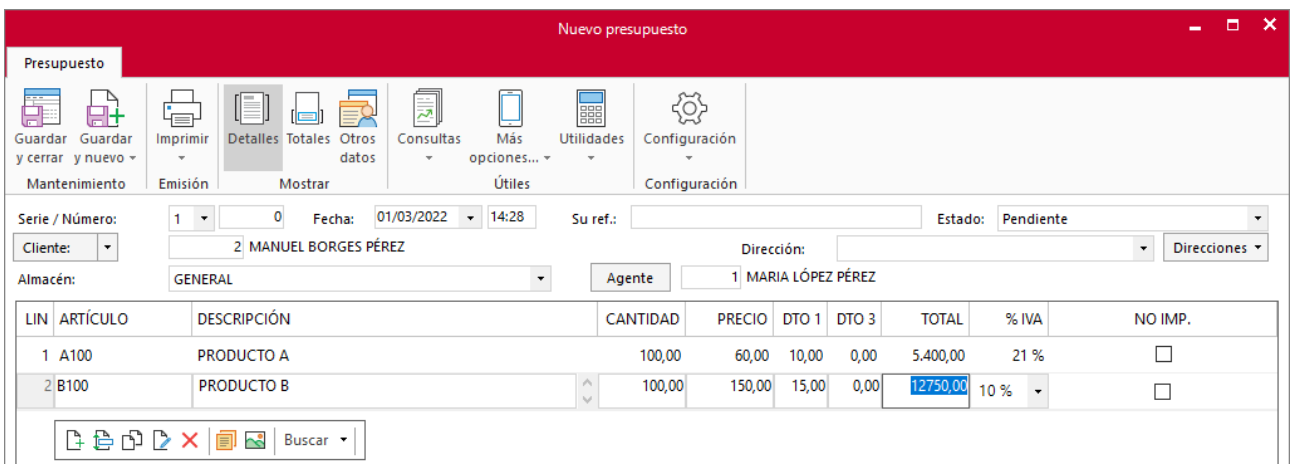 Nuevo presupuesto
Presupuesto
Guardar y cerrar
Guardar y nuevo
Imprimir
Detalles
Totales
Otros datos
Consultas
Más opciones...
Utilidades
Configuración
Mantenimiento
Emisión
Mostrar
Útiles
Configuración
Serie / Número: 1 0 Fecha: 01/03/2022 14:28 Su ref.: Estado: Pendiente
Cliente: 2 MANUEL BORGES PÉREZ Dirección: Direcciones
Almacén: GENERAL Agente 1 MARIA LÓPEZ PÉREZ
LIN ARTÍCULO DESCRIPCIÓN CANTIDAD PRECIO DTO 1 DTO 3 TOTAL % IVA NO IMP.
1 A100 PRODUCTO A 100,00 60,00 10,00 0,00 5.400,00 21 %
2 B100 PRODUCTO B 100,00 150,00 15,00 0,00 12750,00 10 %
Buscar